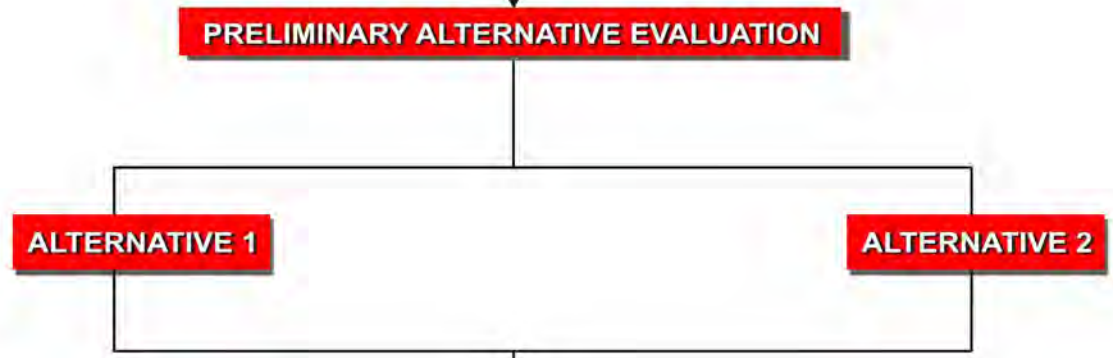 PRELIMINARY ALTERNATIVE EVALUATION
ALTERNATIVE 1
ALTERNATIVE 2